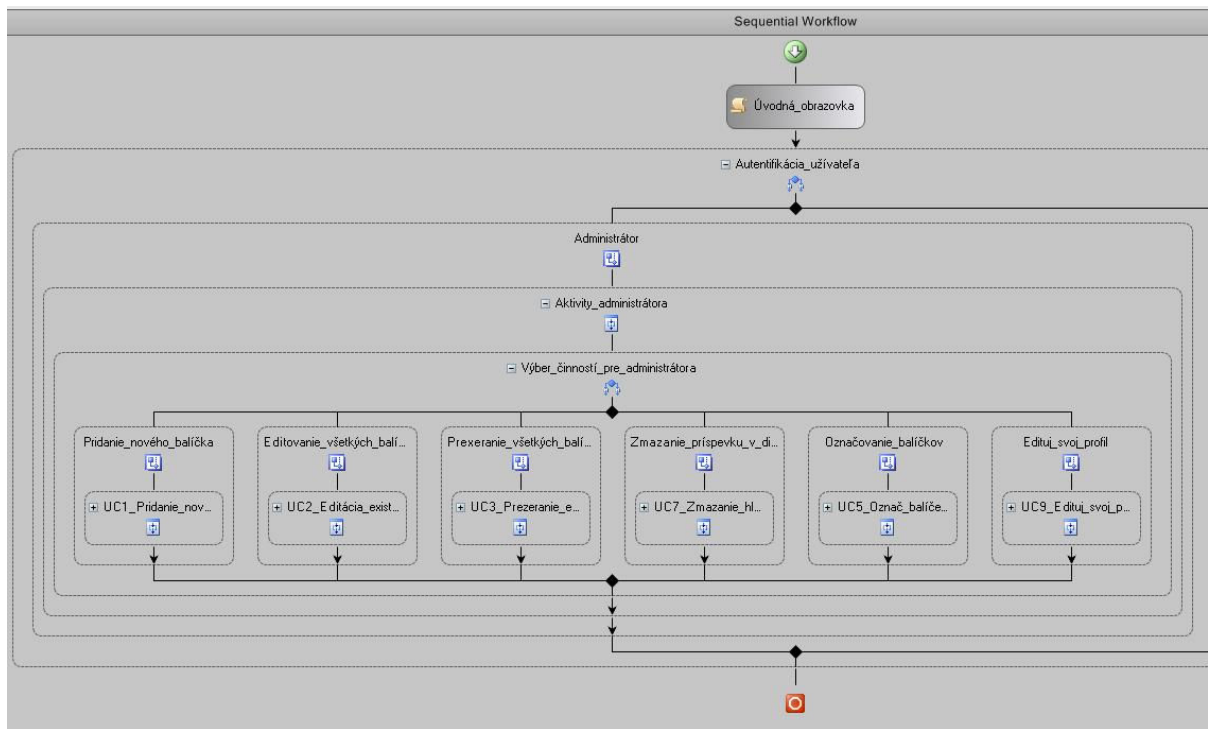 Sequential Workflow
Úvodná_obrazovka
Autentifikácia_užívateľa
Administrátor
Aktivity_administrátora
Výber_činností_pre_administrátora
Pridanie_nového_balíčka
Editovanie_všetkých_balí...
Prexeranie_všetkých_balí...
Zmazanie_príspevku_v_di...
Označovanie_balíčkov
Edituj_svoj_profil
UC1_Pridanie_nov...
UC2_Editácia_exist...
UC3_Prezeranie_e...
UC7_Zmazanie_hl...
UC5_Označ_balíče...
UC9_Edituj_svoj_p...